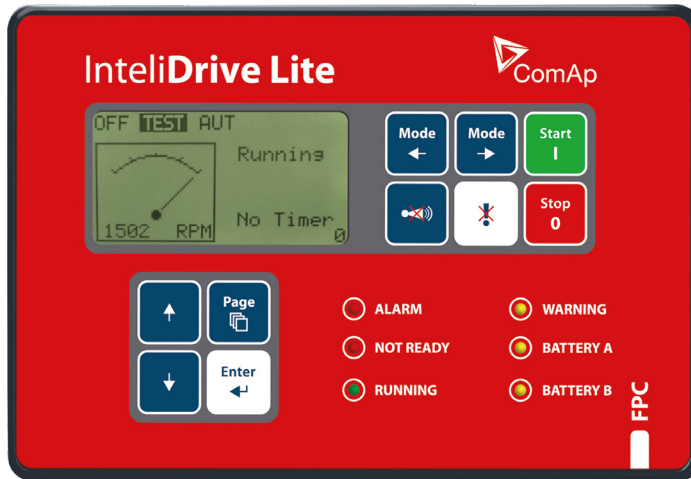 InteliDrive Lite
ComAp
OFF TEST AUT
Running
No Timer
0
1502 RPM
Mode
Mode
Start
I
Stop
0
Page
Enter
ALARM
NOT READY
RUNNING
WARNING
BATTERY A
BATTERY B
FPC